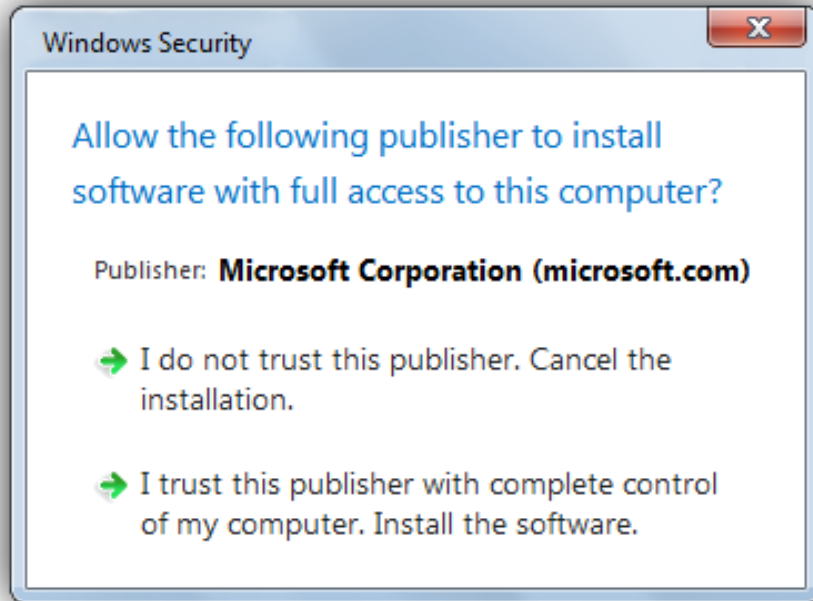 Windows Security
Allow the following publisher to install
software with full access to this computer?
Publisher: Microsoft Corporation (microsoft.com)
I do not trust this publisher. Cancel the
installation.
I trust this publisher with complete control
of my computer. Install the software.